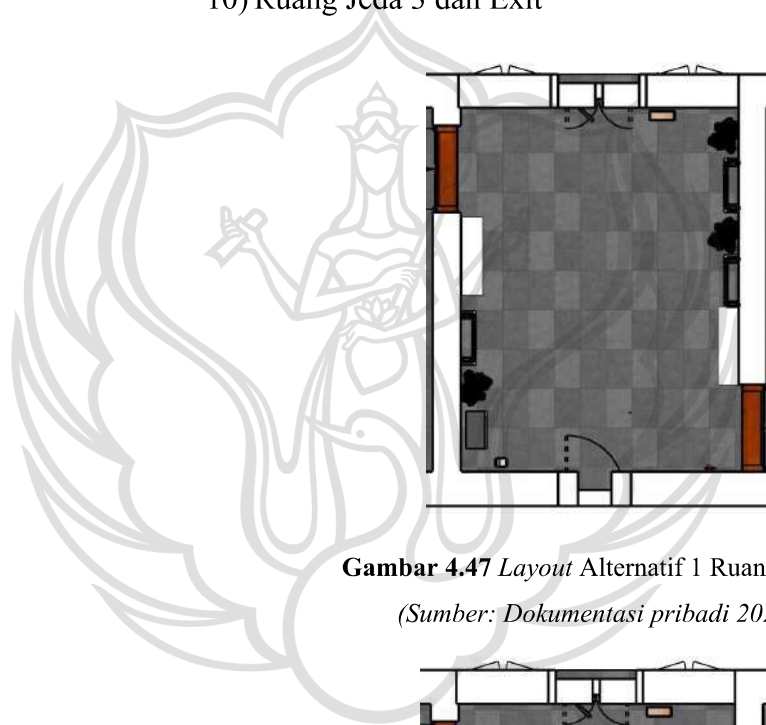 10) Ruang Jeda 3 dan Exit
Gambar 4.47 Layout Alternatif 1 Ruan
(Sumber: Dokumentasi pribadi 20